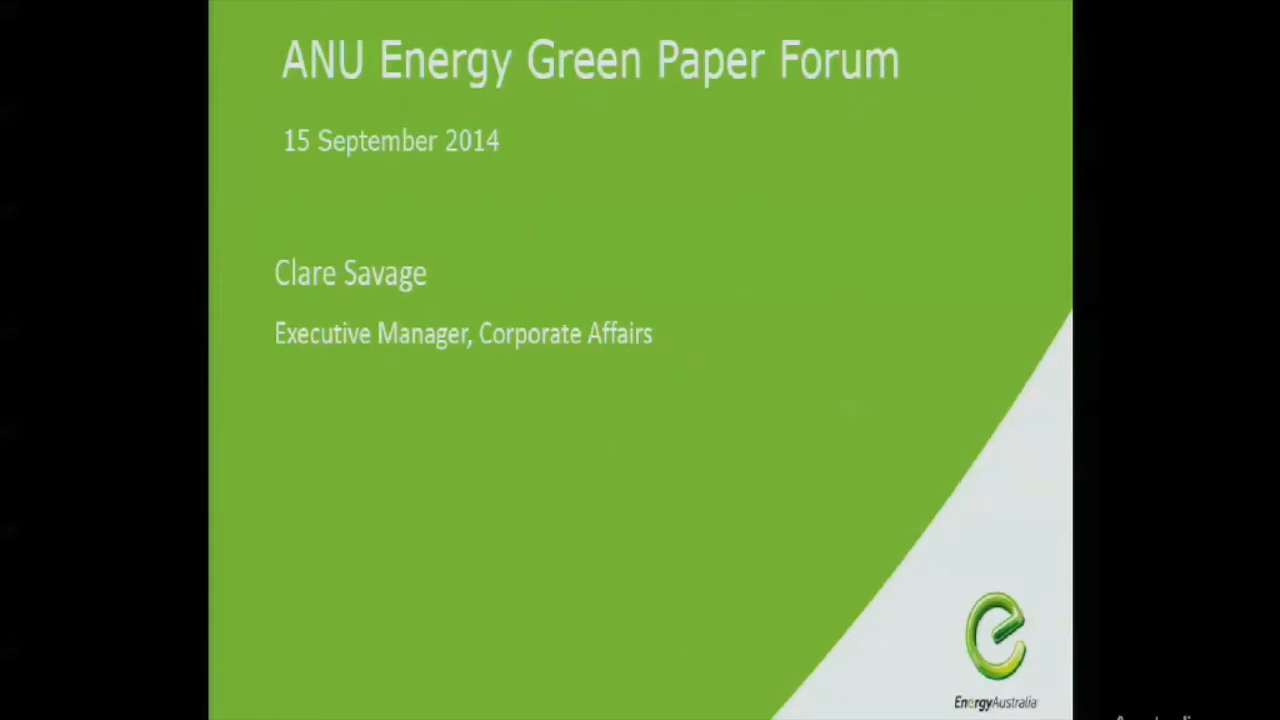 ANU Energy Green Paper Forum
15 September 2014
Clare Savage
Executive Manager, Corporate Affairs
EnergyAustralia